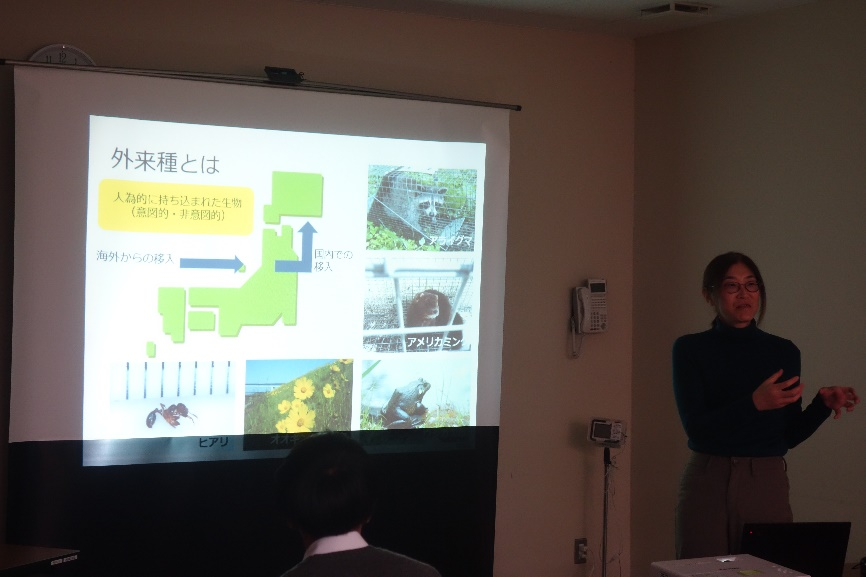 外来種とは
人為的に持ち込まれた生物
(意図的・非意図的)
海外からの移入
国内での
移入
アライグマ
アメリカミンク
ヒアリ